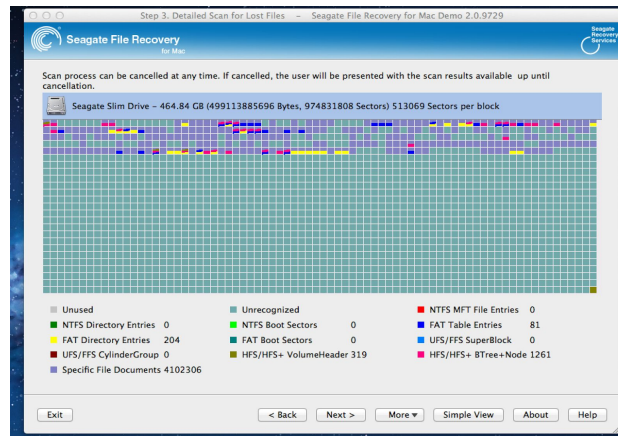 Step 3. Detailed Scan for Lost Files - Seagate File Recovery for Mac Demo 2.0.9729
Seagate File Recovery
for Mac
Seagate
Recovery
Services
Scan process can be cancelled at any time. If cancelled, the user will be presented with the scan results available up until
cancellation.
Seagate Slim Drive - 464.84 GB (499113885696 Bytes, 974831808 Sectors) 513069 Sectors per block
Unused Unrecognized NTFS MFT File Entries 0
NTFS Directory Entries 0 NTFS Boot Sectors 0 FAT Table Entries 81
FAT Directory Entries 204 FAT Boot Sectors 0 UFS/FFS SuperBlock 0
UFS/FFS CylinderGroup 0 HFS/HFS+ VolumeHeader 319 HFS/HFS+ BTree+Node 1261
Specific File Documents 4102306
Exit < Back Next > More ▾ Simple View About Help